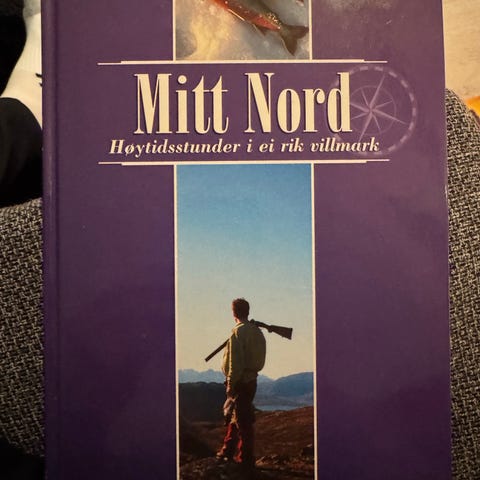 Mitt Nord
Høytidsstunder i ei rik villmark